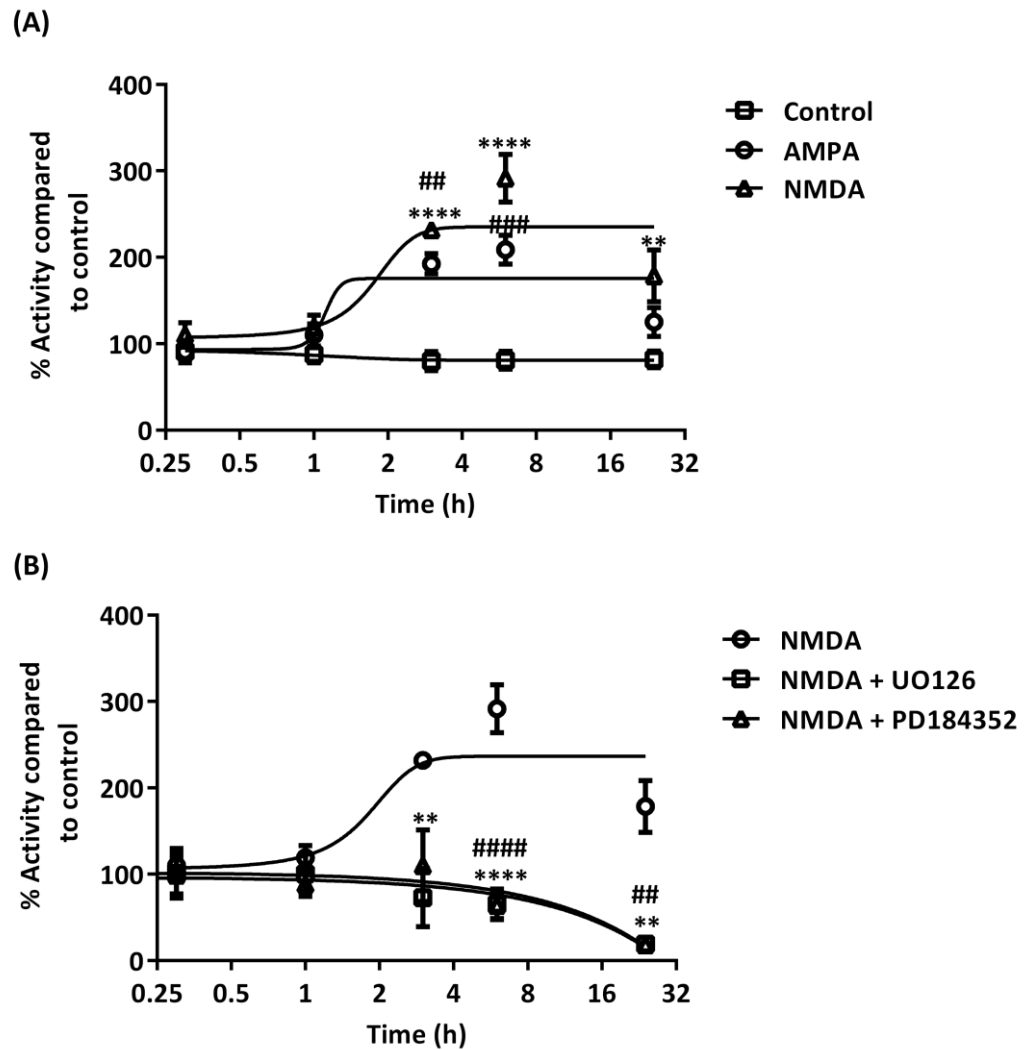 (A)
% Activity compared
to control
400
300
200
100
0
****
##
****
###
**
0.25 0.5 1 2 4 8 16 32
Time (h)
Control
AMPA
NMDA
(B)
% Activity compared
to control
400
300
200
100
0
**
####
****
##
**
0.25 0.5 1 2 4 8 16 32
Time (h)
NMDA
NMDA + UO126
NMDA + PD184352